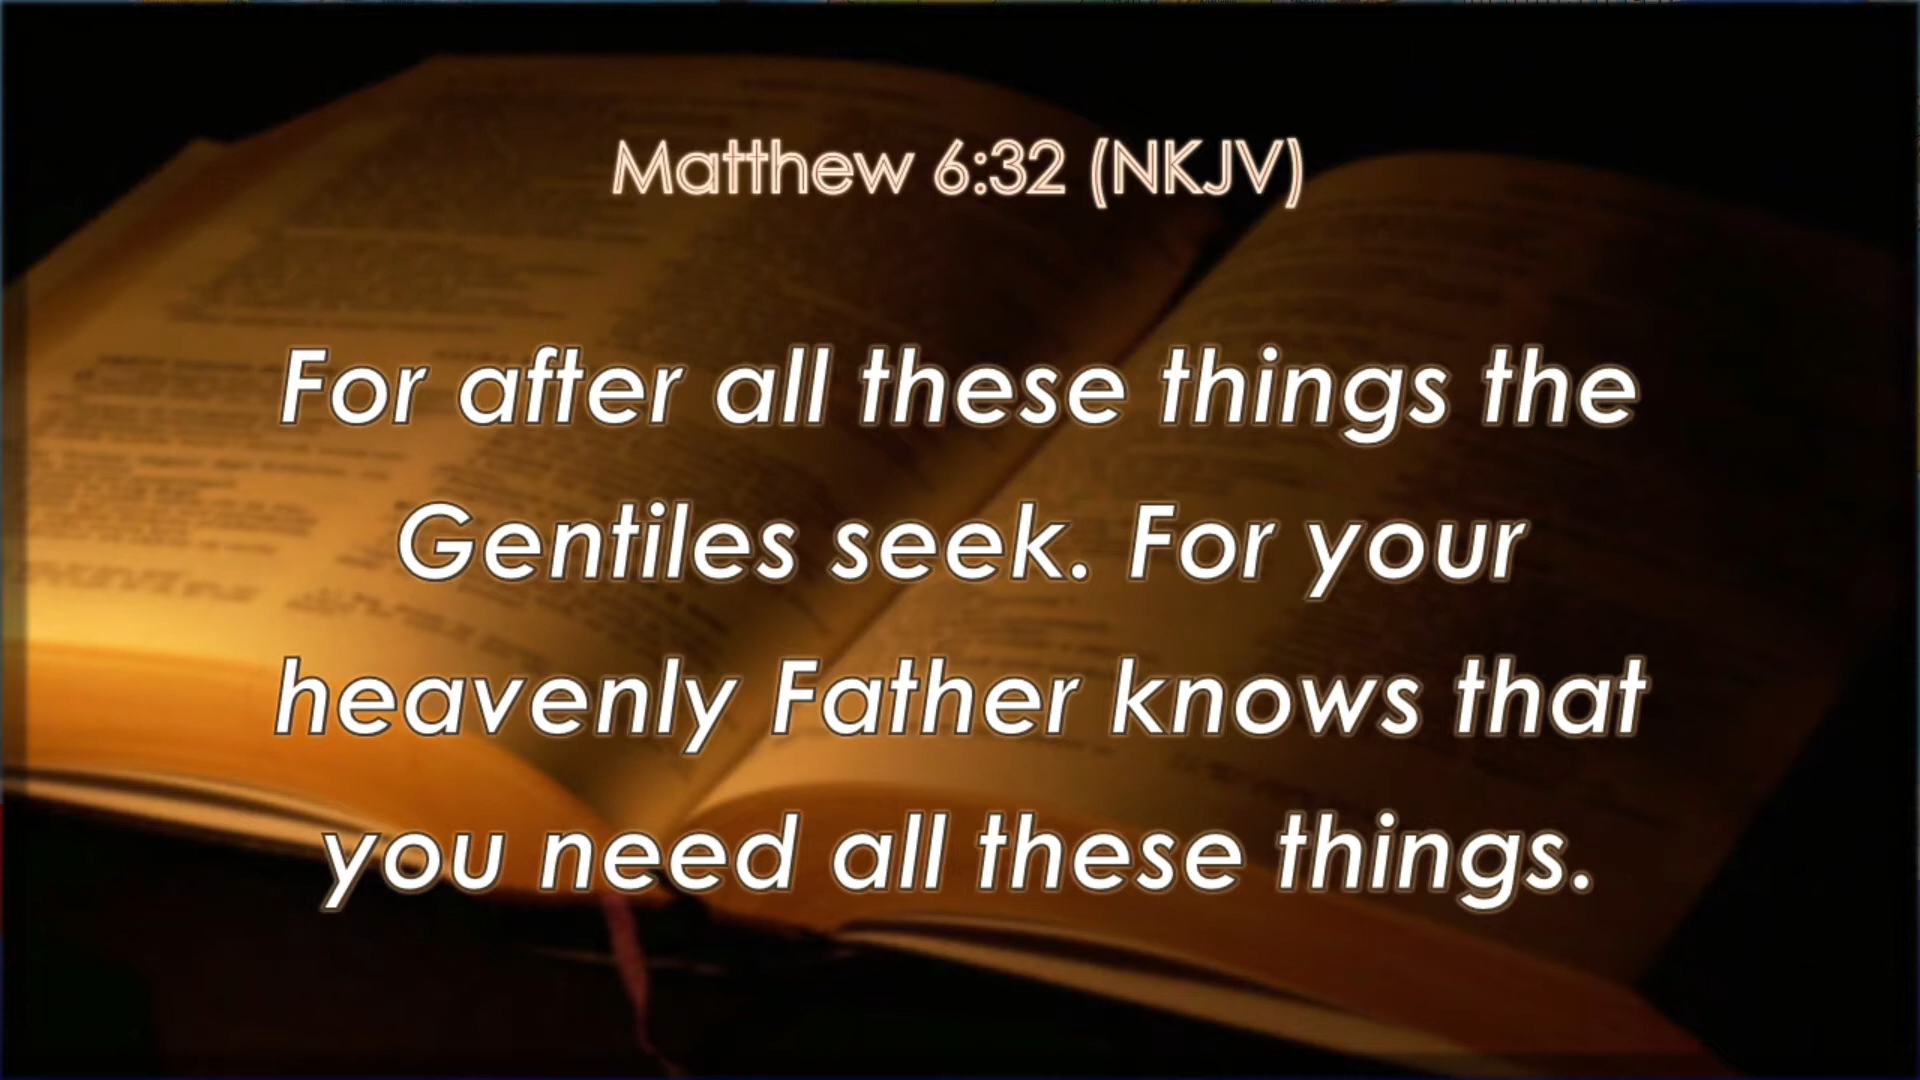 Matthew 6:32 (NKJV)
For after all these things the
Gentiles seek. For your
heavenly Father knows that
you need all these things.